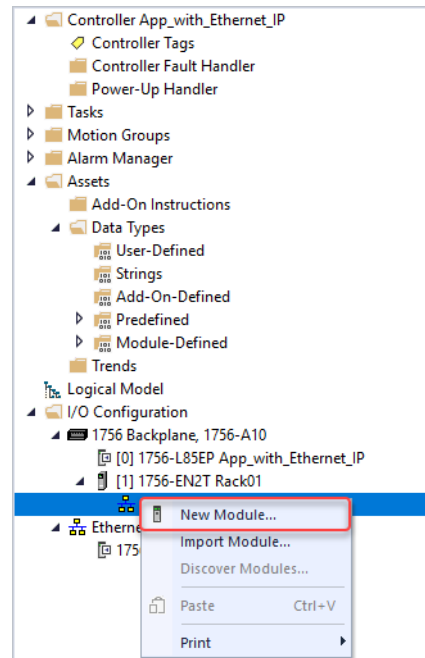 Controller App_with_Ethernet_IP
Controller Tags
Controller Fault Handler
Power-Up Handler
Tasks
Motion Groups
Alarm Manager
Assets
Add-On Instructions
Data Types
User-Defined
Strings
Add-On-Defined
Predefined
Module-Defined
Trends
Logical Model
I/O Configuration
1756 Backplane, 1756-A10
[0] 1756-L85EP App_with_Ethernet_IP
[1] 1756-EN2T Rack01
New Module...
Etherne
Import Module...
175
Discover Modules...
Paste Ctrl+V
Print